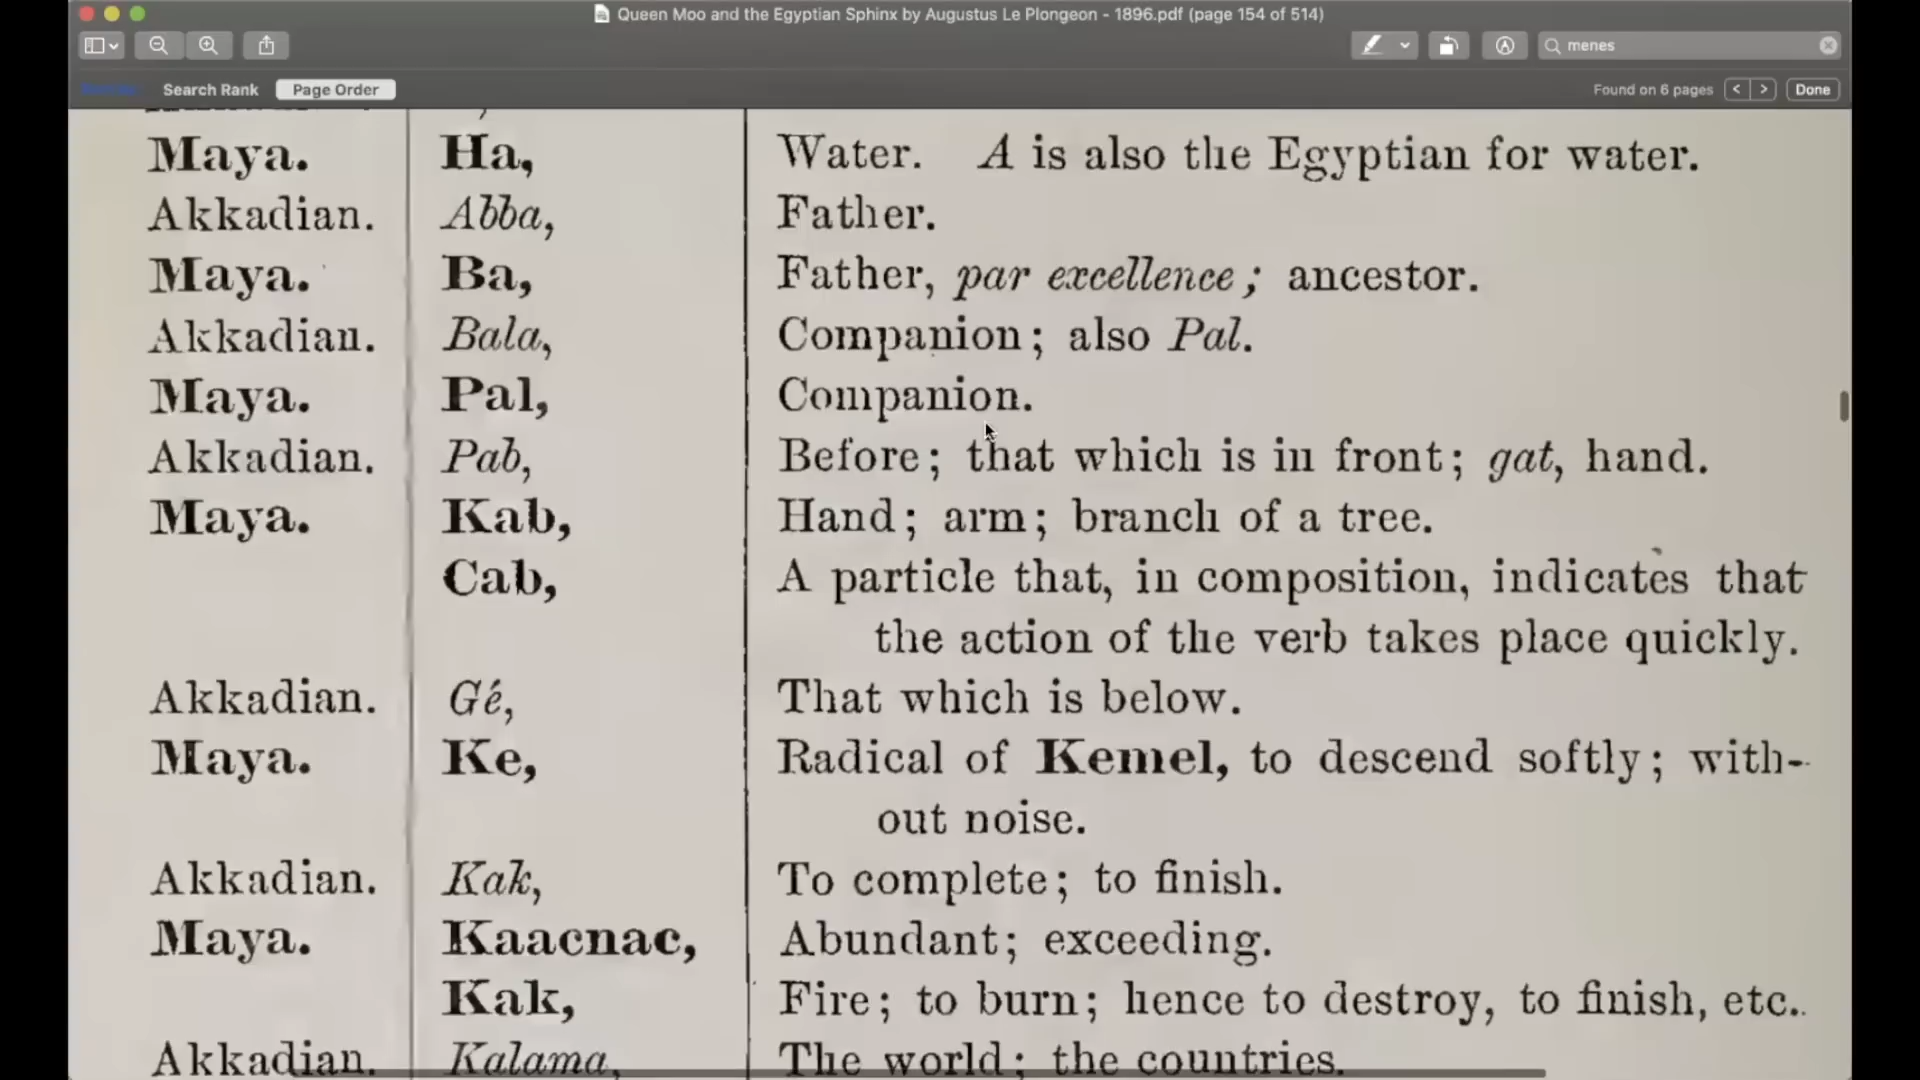 Queen Moo and the Egyptian Sphinx by Augustus Le Plongeon - 1896.pdf (page 154 of 514)
menes
Search Rank Page Order Found on 6 pages < > Done
Maya. Ha, Water. A is also the Egyptian for water.
Akkadian. Abba, Father.
Maya. Ba, Father, par excellence; ancestor.
Akkadian. Bala, Companion; also Pal.
Maya. Pal, Companion.
Akkadian. Pab, Before; that which is in front; gat, hand.
Maya. Kab, Hand; arm; branch of a tree.
Cab, A particle that, in composition, indicates that
the action of the verb takes place quickly.
Akkadian. Gé, That which is below.
Maya. Ke, Radical of Kemel, to descend softly; with-
out noise.
Akkadian. Kak, To complete; to finish.
Maya. Kaacnac, Abundant; exceeding.
Kak, Fire; to burn; hence to destroy, to finish, etc.
Akkadian. Kalama, The world; the countries.